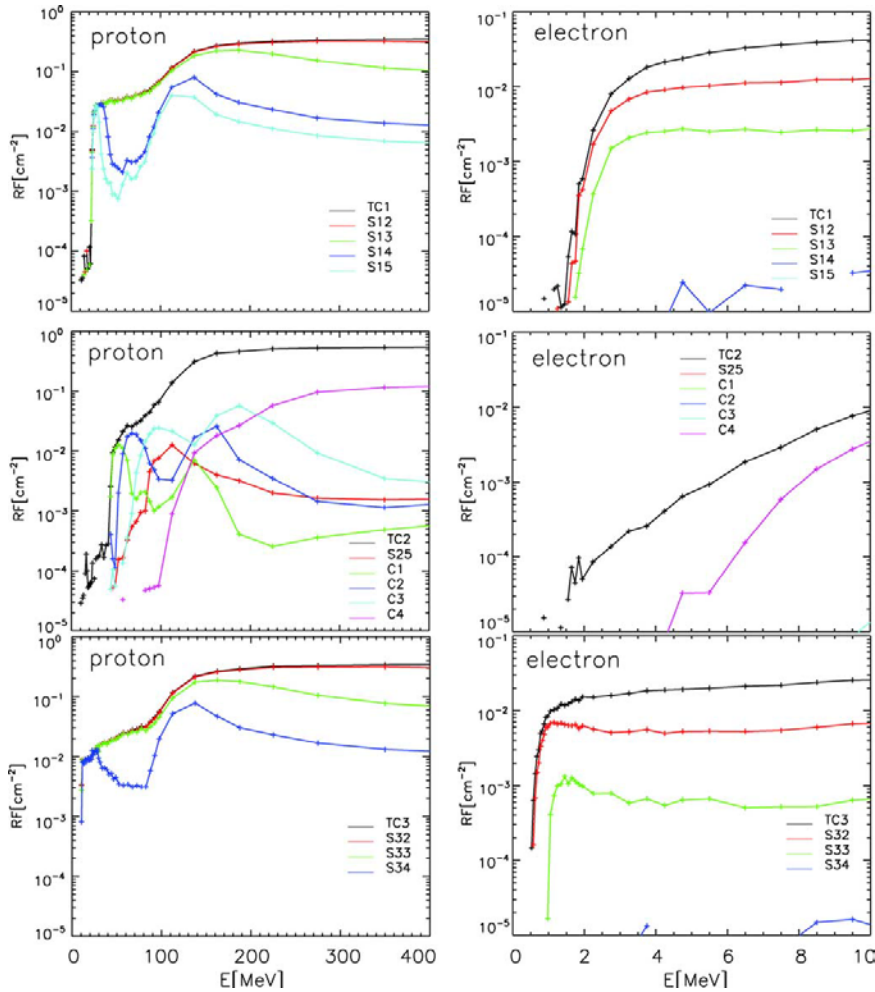 proton
10^0
10^-1
10^-2
10^-3
10^-4
10^-5
RF[cm^-2]
TC1
S12
S13
S14
S15
electron
10^-1
10^-2
10^-3
10^-4
10^-5
RF[cm^-2]
TC1
S12
S13
S14
S15
proton
10^0
10^-1
10^-2
10^-3
10^-4
10^-5
RF[cm^-2]
TC2
S25
C1
C2
C3
C4
electron
10^-1
10^-2
10^-3
10^-4
10^-5
RF[cm^-2]
TC2
S25
C1
C2
C3
C4
proton
10^0
10^-1
10^-2
10^-3
10^-4
10^-5
RF[cm^-2]
TC3
S32
S33
S34
0 100 200 300 400
E[MeV]
electron
10^-1
10^-2
10^-3
10^-4
10^-5
RF[cm^-2]
TC3
S32
S33
S34
0 2 4 6 8 10
E[MeV]